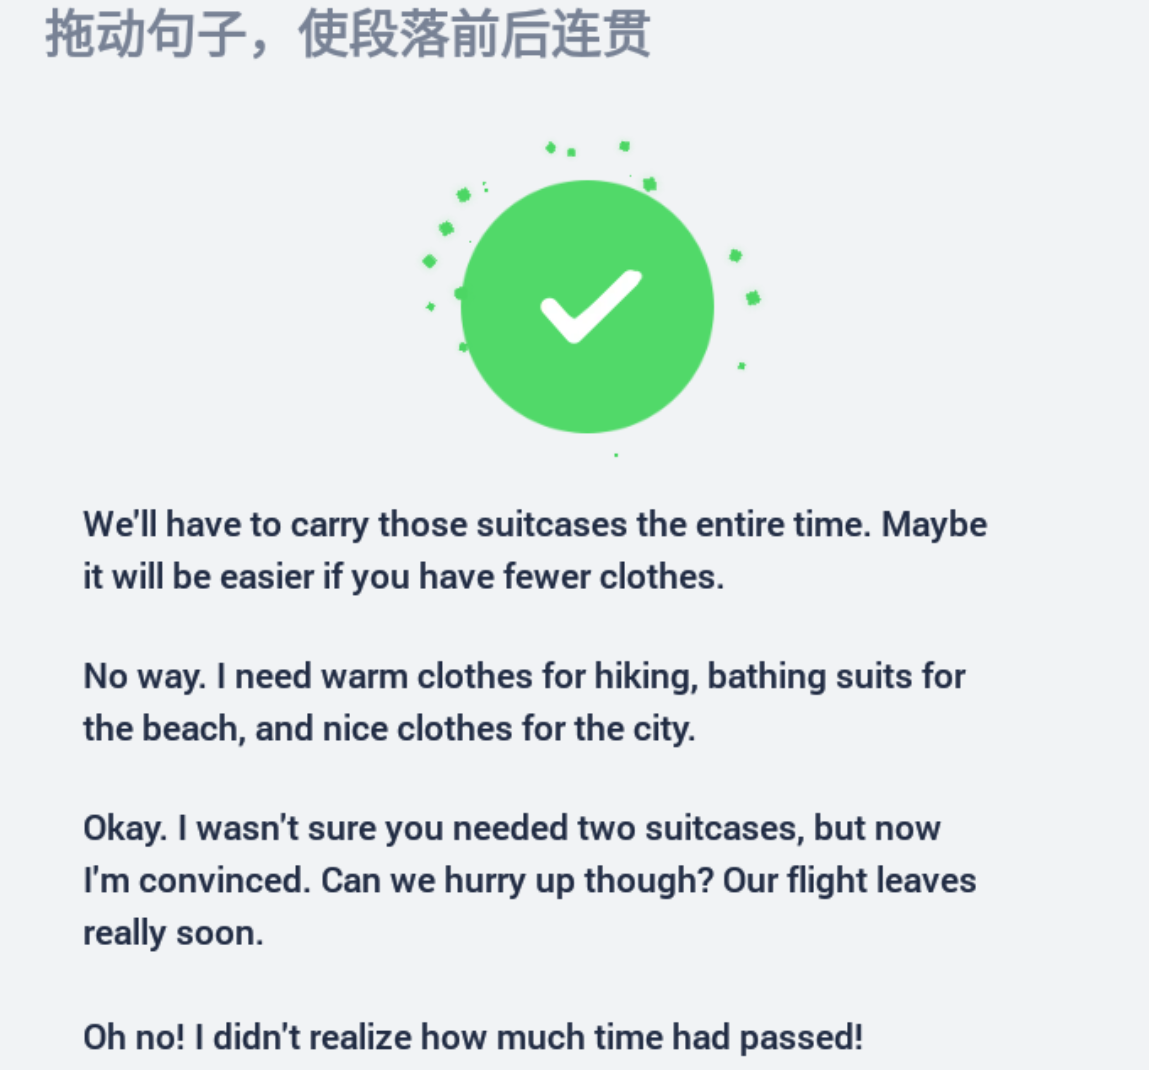 拖动句子，使段落前后连贯
We'll have to carry those suitcases the entire time. Maybe
it will be easier if you have fewer clothes.
No way. I need warm clothes for hiking, bathing suits for
the beach, and nice clothes for the city.
Okay. I wasn't sure you needed two suitcases, but now
I'm convinced. Can we hurry up though? Our flight leaves
really soon.
Oh no! I didn't realize how much time had passed!